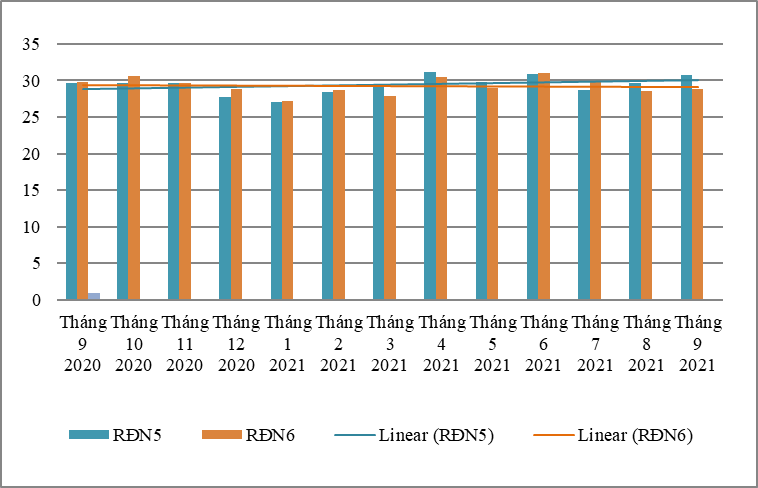 35
30
25
20
15
10
5
0
Tháng Tháng Tháng Tháng Tháng Tháng Tháng Tháng Tháng Tháng Tháng Tháng Tháng
9 10 11 12 1 2 3 4 5 6 7 8 9
2020 2020 2020 2020 2021 2021 2021 2021 2021 2021 2021 2021 2021
RĐN5 RĐN6 Linear (RĐN5) Linear (RĐN6)